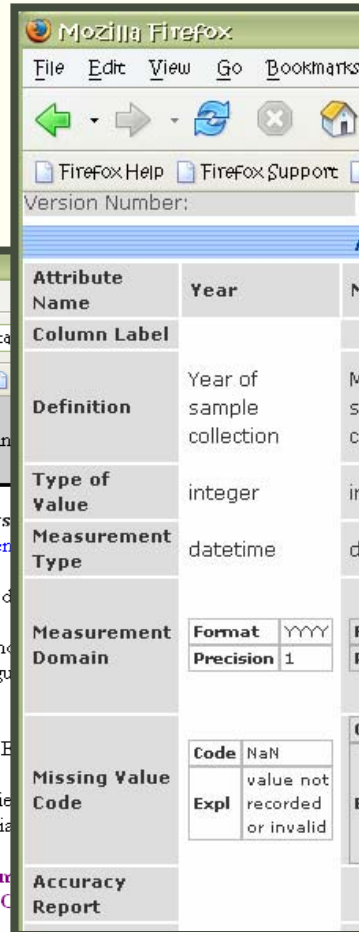 Mozilla Firefox
File Edit View Go Bookmarks
Firefox Help Firefox Support
Version Number:
Attribute
Name
Year
Column Label
Definition
Year of
sample
collection
Type of
Value
integer
Measurement
Type
datetime
Measurement
Domain
Format YYYY
Precision 1
Missing Value
Code
Code NaN
Expl
value not
recorded
or invalid
Accuracy
Report